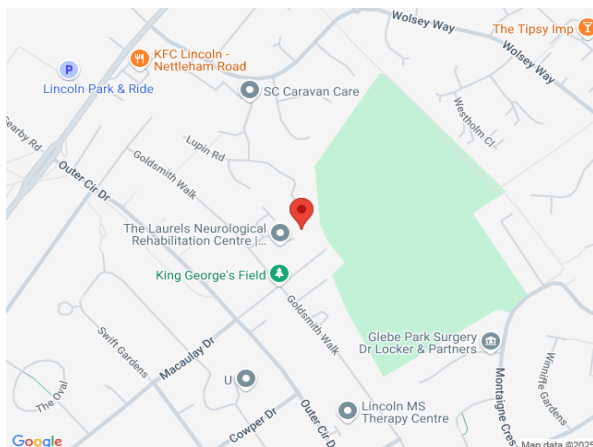 Wolsey Way
The Tipsy Imp
KFC Lincoln -
Nettleham Road
Wolsey Way
P
Lincoln Park & Ride
SC Caravan Care
Westholm Cl
Gearby Rd
Lupin Rd
Outer Cir Dr
Goldsmith Walk
The Laurels Neurological
Rehabilitation Centre |...
King George's Field
Goldsmith Walk
Glebe Park Surgery
Dr Locker & Partners
Swift Gardens
Macaulay Dr
Winniffe Gardens
Montaigne Cres
U
The Oval
Lincoln MS
Therapy Centre
Cowper Dr
Outer Cir Dr
Google
Map data ©2025